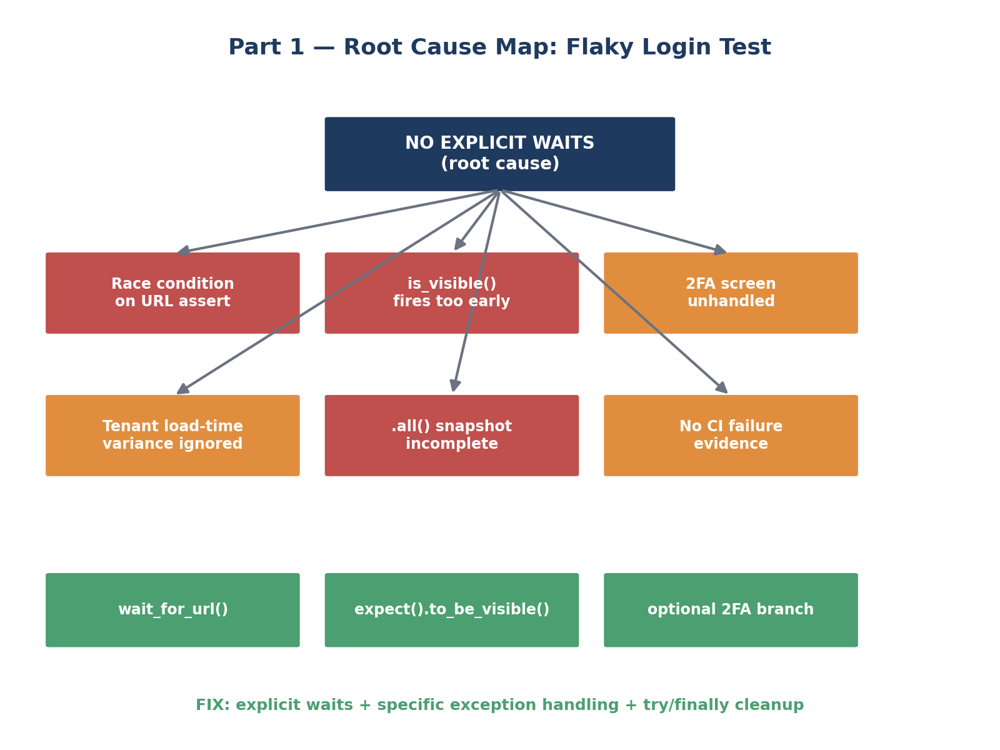 Part 1 — Root Cause Map: Flaky Login Test
NO EXPLICIT WAITS
(root cause)
Race condition
on URL assert
is_visible()
fires too early
2FA screen
unhandled
Tenant load-time
variance ignored
.all() snapshot
incomplete
No CI failure
evidence
wait_for_url()
expect().to_be_visible()
optional 2FA branch
FIX: explicit waits + specific exception handling + try/finally cleanup